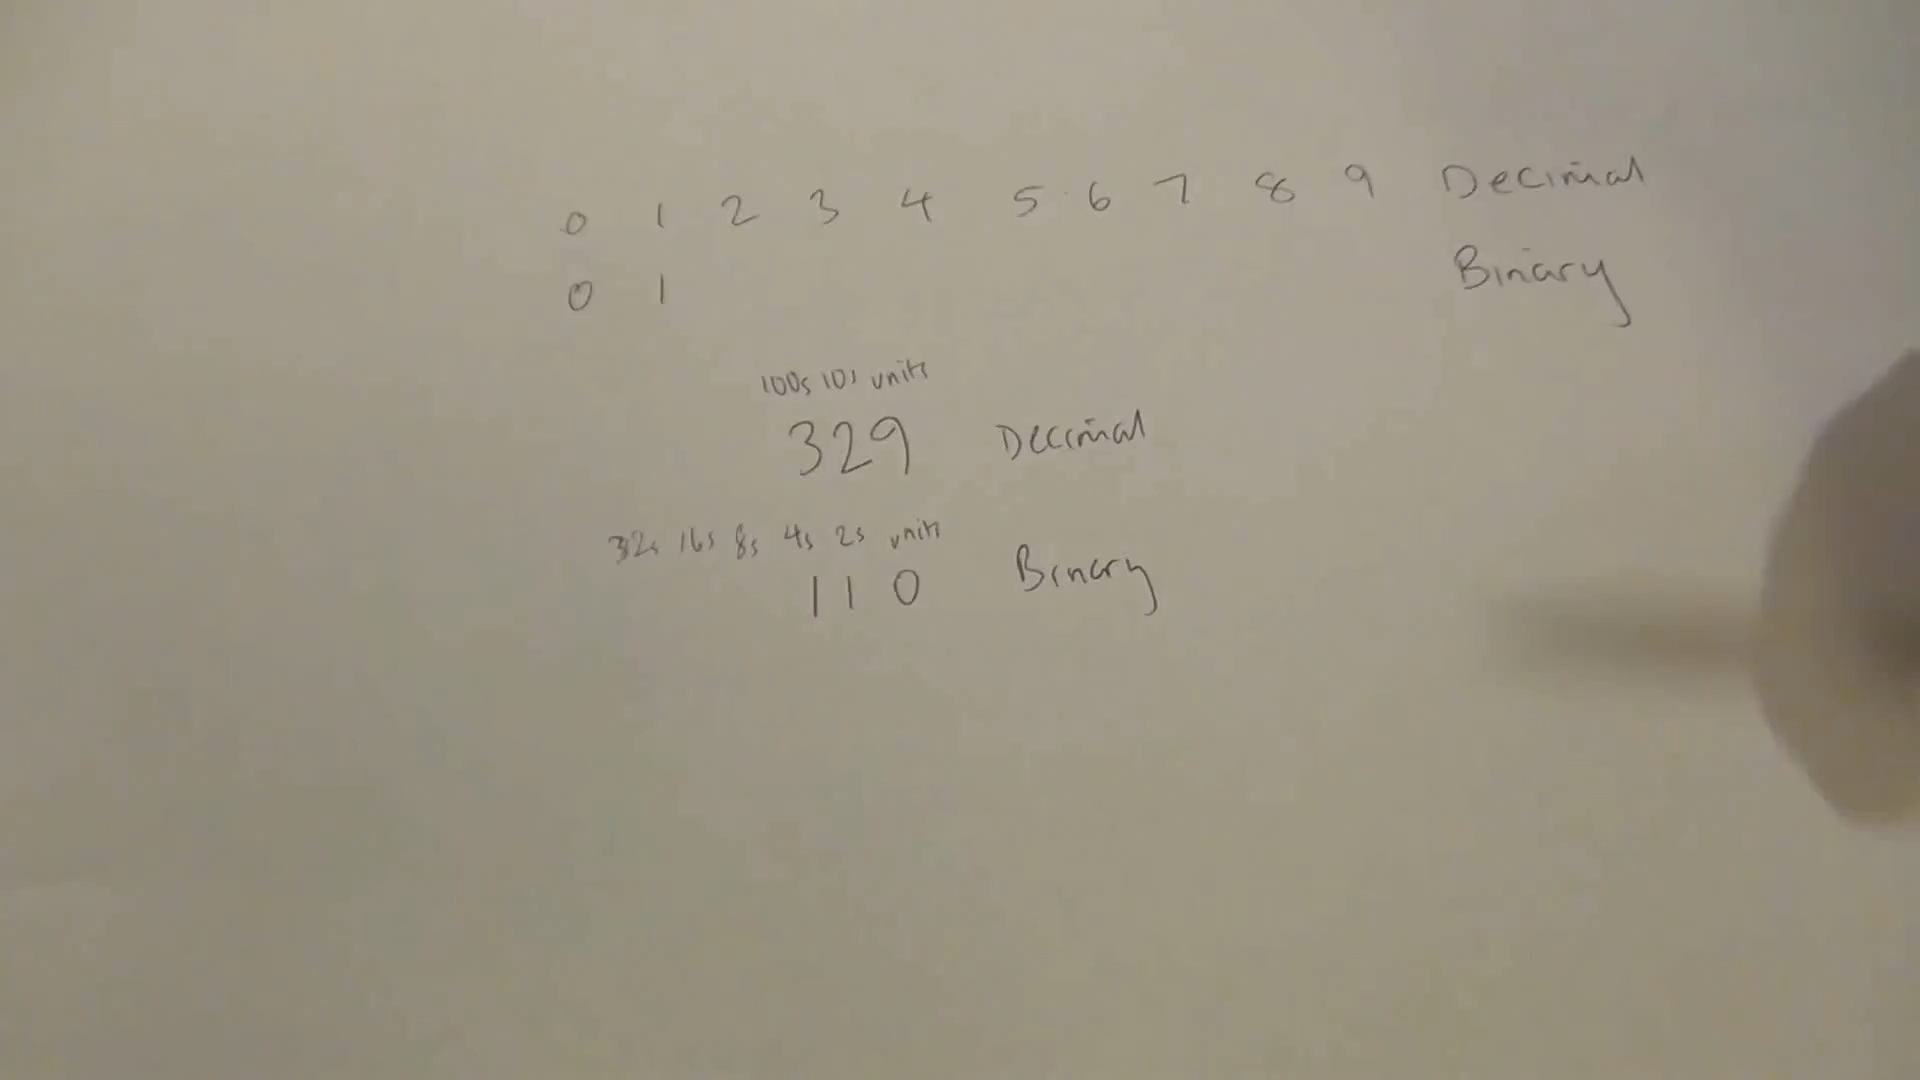 0 1 2 3 4 5 6 7 8 9 Decimal
0 1 Binary
100s 10s units
329 Decimal
32s 16s 8s 4s 2s units
110 Binary